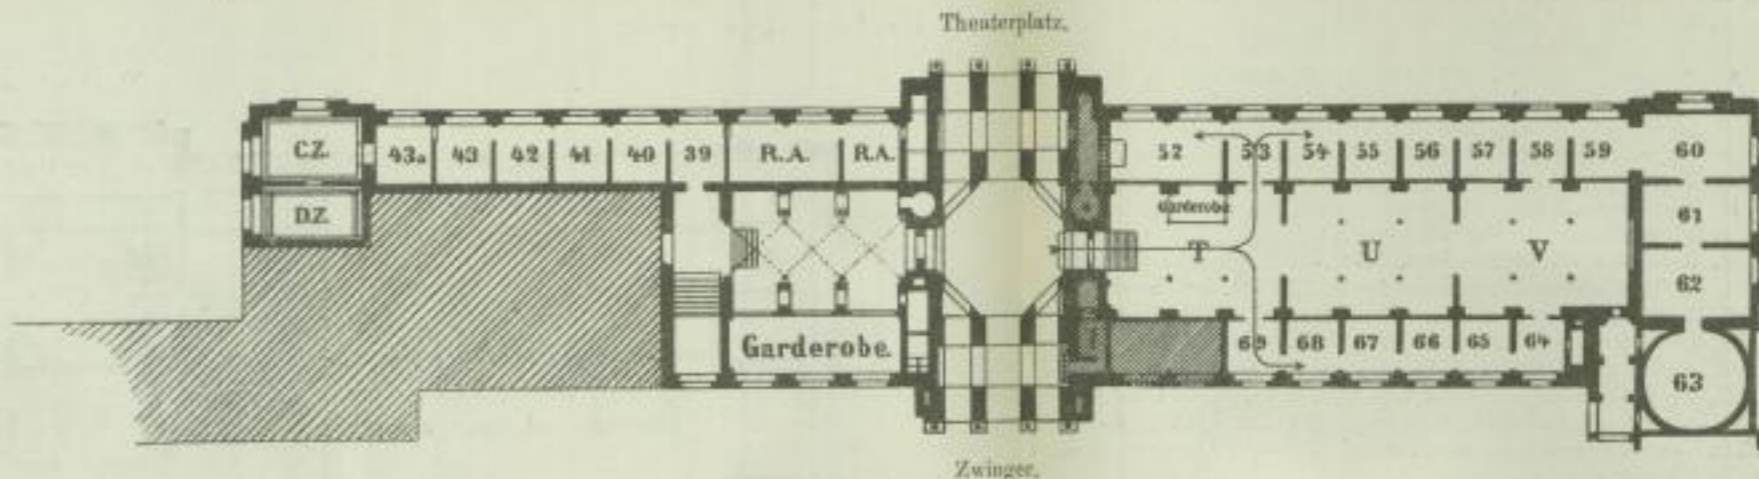 Theaterplatz.
C.Z. 43a 43 42 41 40 39 R.A. R.A. 52 53 54 55 56 57 58 59 60
D.Z. Garderobe 61
T U V
62
Garderobe. 69 68 67 66 65 64
63
Zwinger.